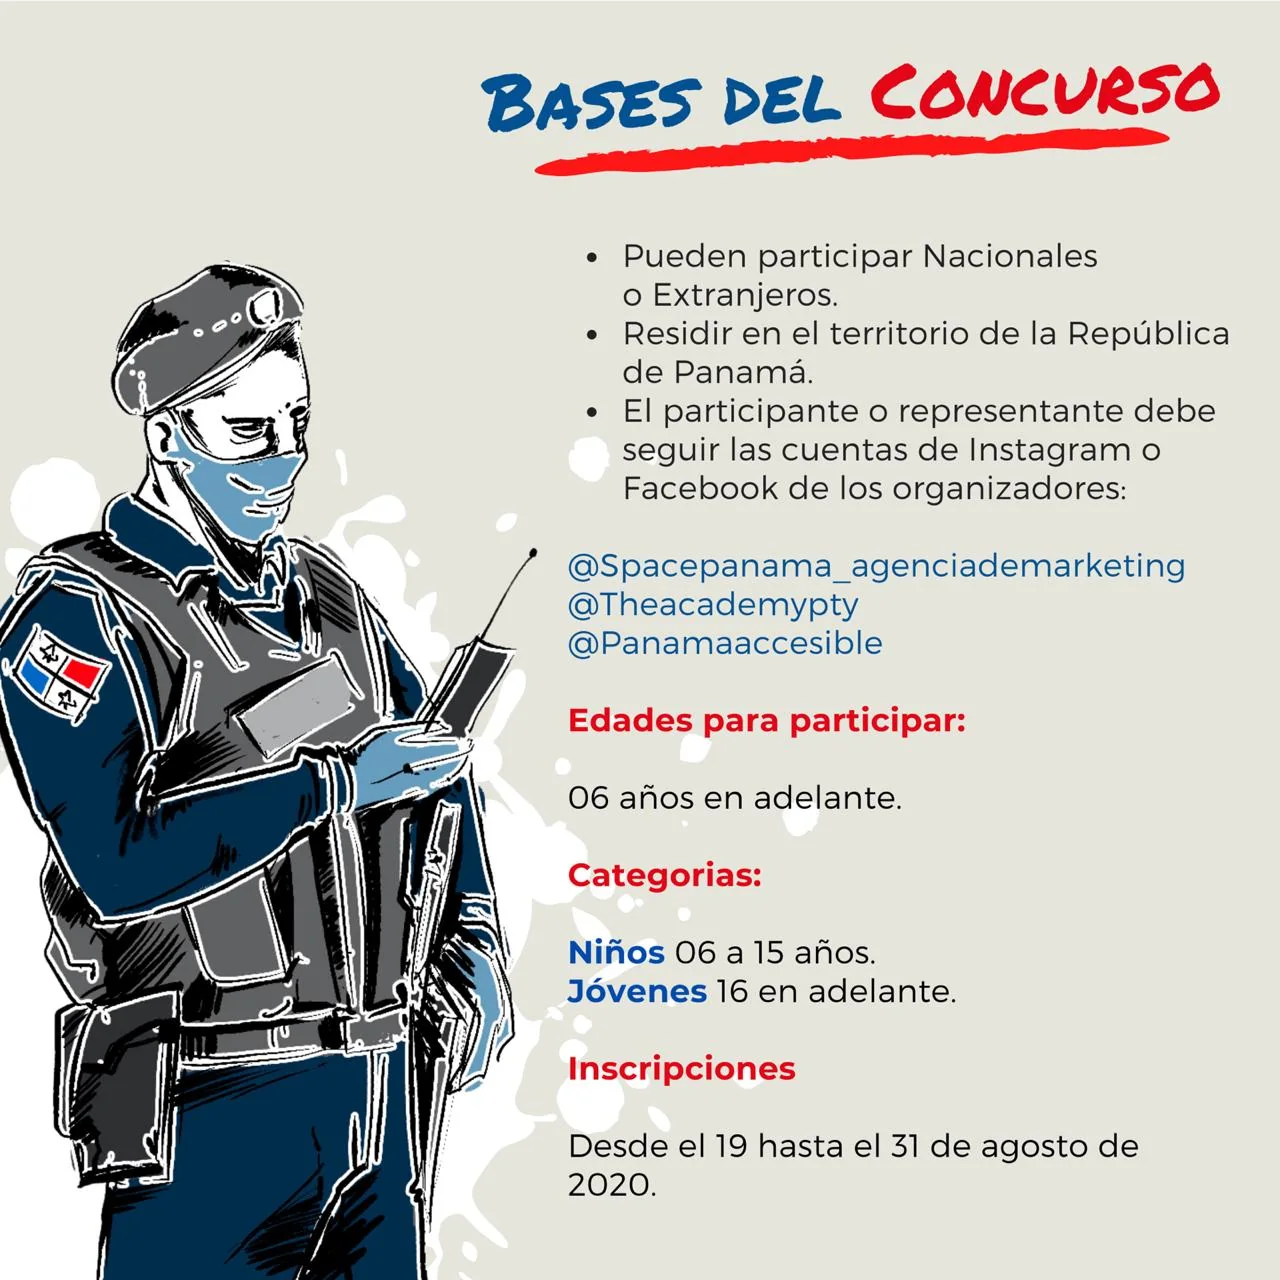 BASES DEL CONCURSO
• Pueden participar Nacionales
o Extranjeros.
• Residir en el territorio de la República
de Panamá.
• El participante o representante debe
seguir las cuentas de Instagram o
Facebook de los organizadores:
@Spacepanama_agenciademarketing
@Theacademypty
@Panamaaccesible
Edades para participar:
06 años en adelante.
Categorias:
Niños 06 a 15 años.
Jóvenes 16 en adelante.
Inscripciones
Desde el 19 hasta el 31 de agosto de
2020.